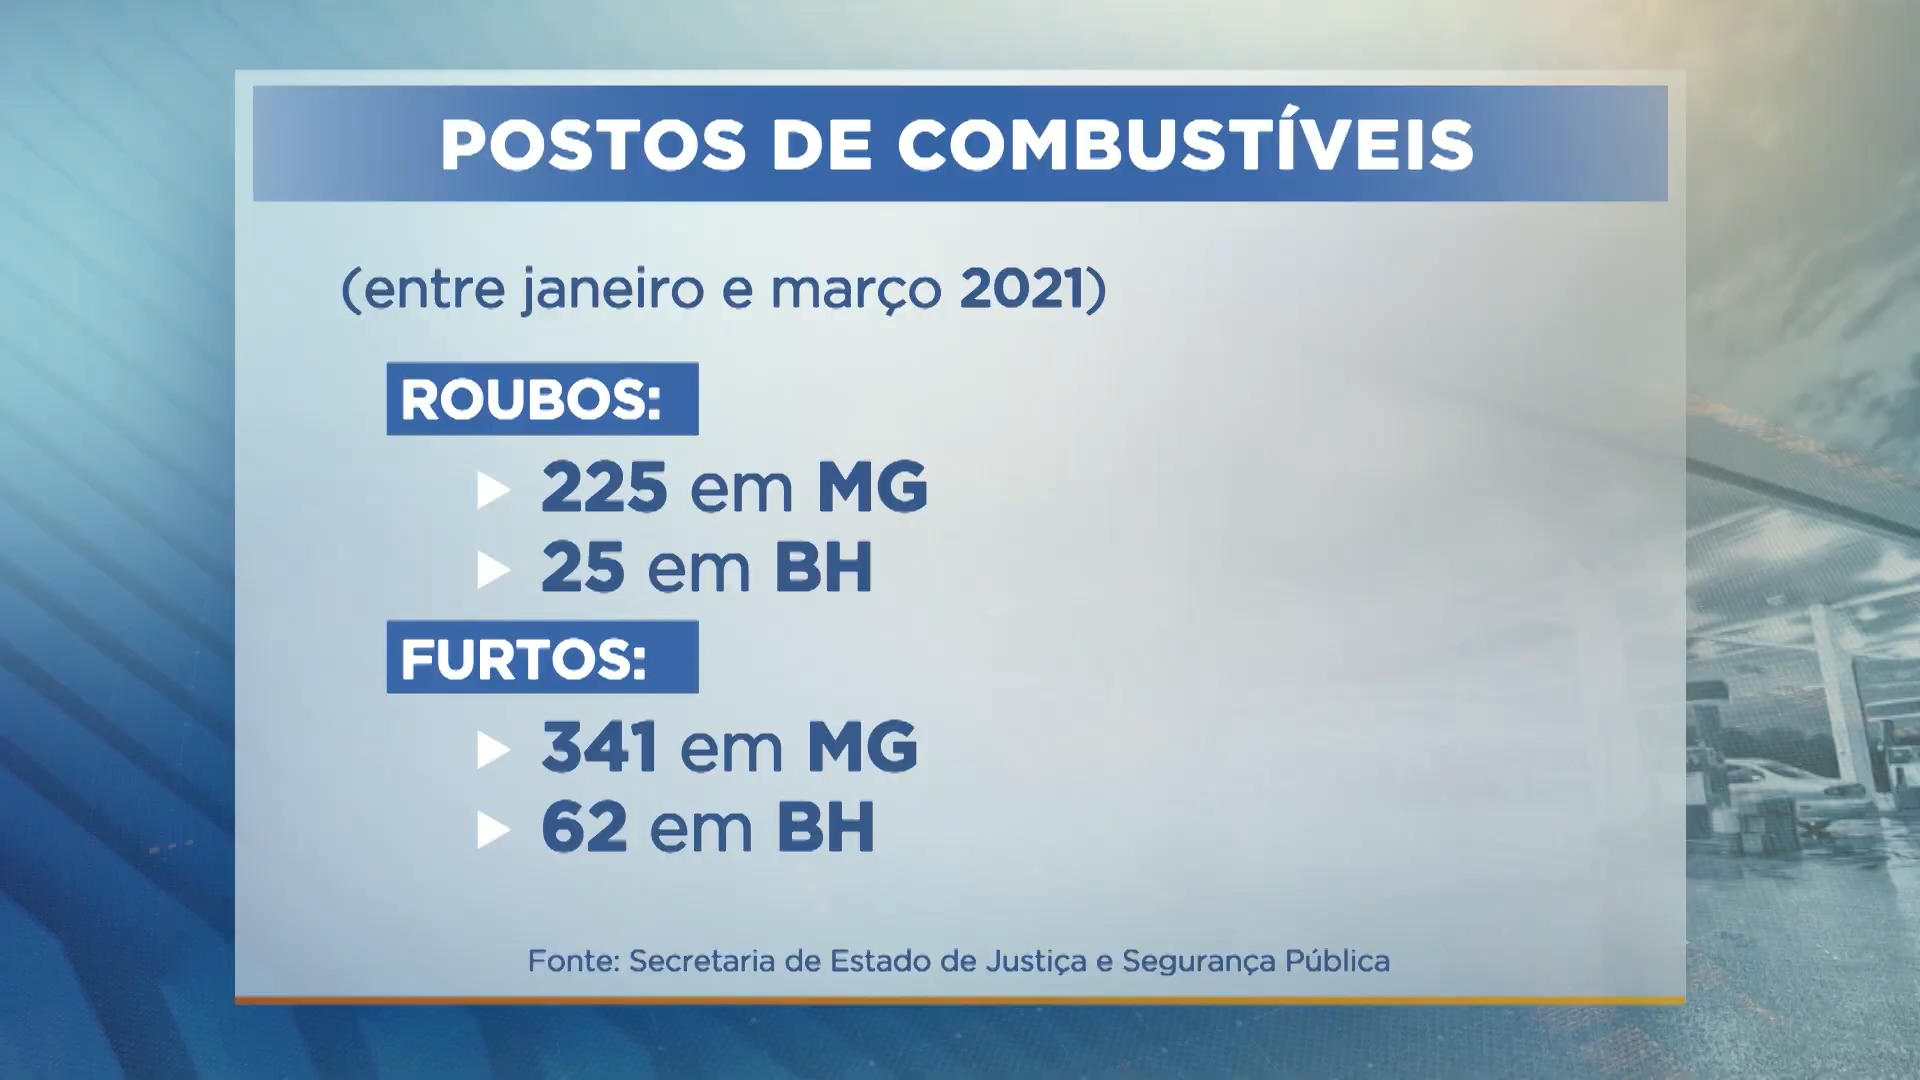 POSTOS DE COMBUSTÍVEIS
(entre janeiro e março 2021)
ROUBOS:
225 em MG
25 em BH
FURTOS:
341 em MG
62 em BH
Fonte: Secretaria de Estado de Justiça e Segurança Pública